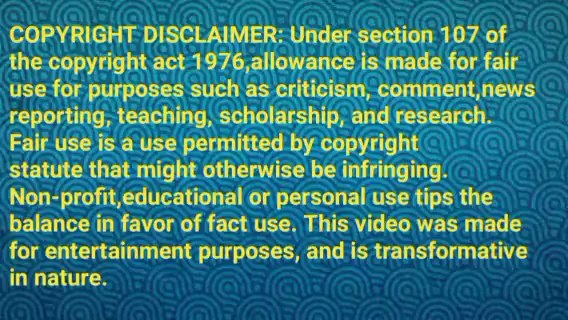 COPYRIGHT DISCLAIMER: Under section 107 of
the copyright act 1976,allowance is made for fair
use for purposes such as criticism, comment,news
reporting, teaching, scholarship, and research.
Fair use is a use permitted by copyright
statute that might otherwise be infringing.
Non-profit,educational or personal use tips the
balance in favor of fact use. This video was made
for entertainment purposes, and is transformative
in nature.